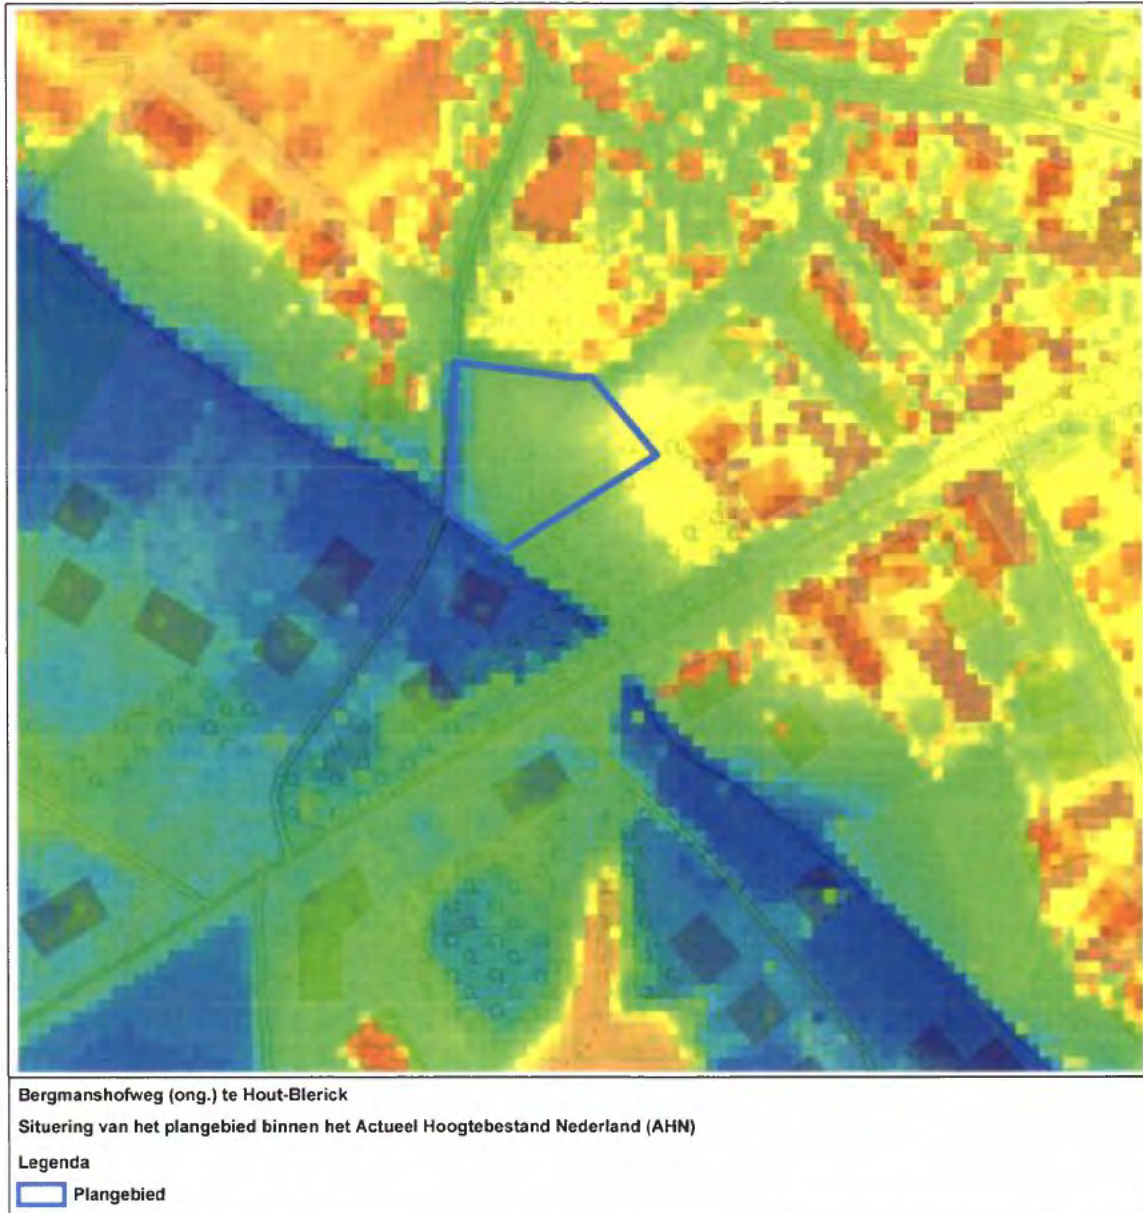 Bergmanshofweg (ong.) te Hout-Blerick
Situering van het plangebied binnen het Actueel Hoogtebestand Nederland (AHN)
Legenda
Plangebied